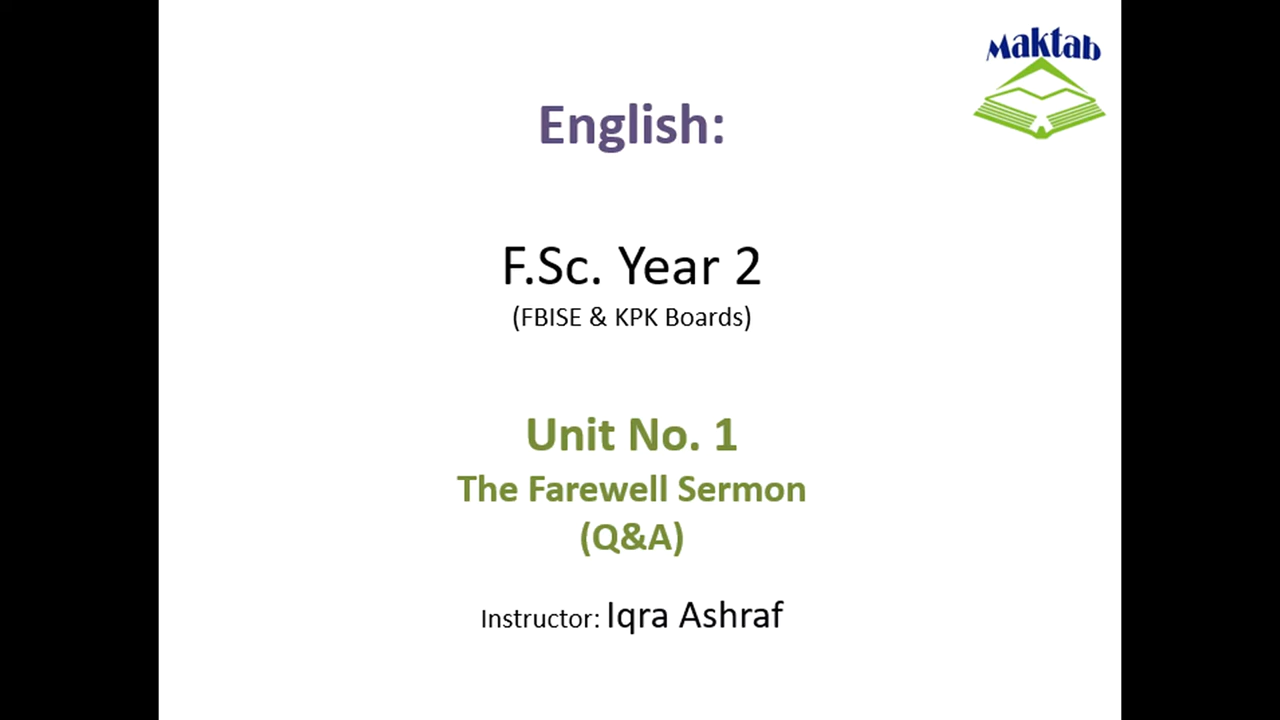 Maktab
English:
F.Sc. Year 2
(FBISE & KPK Boards)
Unit No. 1
The Farewell Sermon
(Q&A)
Instructor: Iqra Ashraf